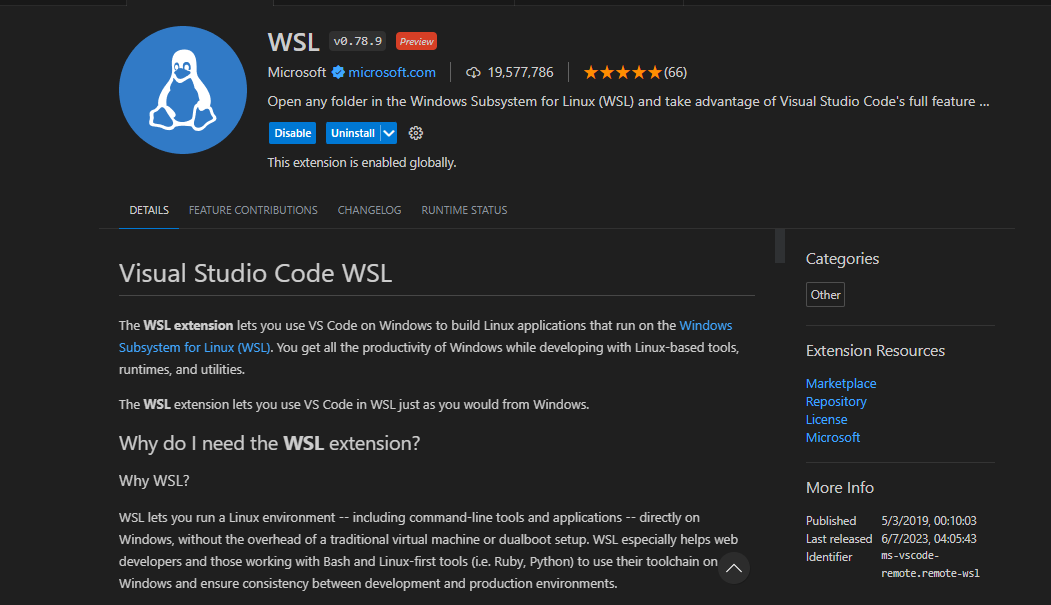 WSL v0.78.9 Preview
Microsoft microsoft.com 19,577,786 (66)
Open any folder in the Windows Subsystem for Linux (WSL) and take advantage of Visual Studio Code's full feature ...
Disable Uninstall
This extension is enabled globally.
DETAILS FEATURE CONTRIBUTIONS CHANGELOG RUNTIME STATUS
Visual Studio Code WSL
The WSL extension lets you use VS Code on Windows to build Linux applications that run on the Windows
Subsystem for Linux (WSL). You get all the productivity of Windows while developing with Linux-based tools,
runtimes, and utilities.
The WSL extension lets you use VS Code in WSL just as you would from Windows.
Why do I need the WSL extension?
Why WSL?
WSL lets you run a Linux environment -- including command-line tools and applications -- directly on
Windows, without the overhead of a traditional virtual machine or dualboot setup. WSL especially helps web
developers and those working with Bash and Linux-first tools (i.e. Ruby, Python) to use their toolchain on
Windows and ensure consistency between development and production environments.
Categories
Other
Extension Resources
Marketplace
Repository
License
Microsoft
More Info
Published 5/3/2019, 00:10:03
Last released 6/7/2023, 04:05:43
Identifier ms-vscode-
remote.remote-wsl